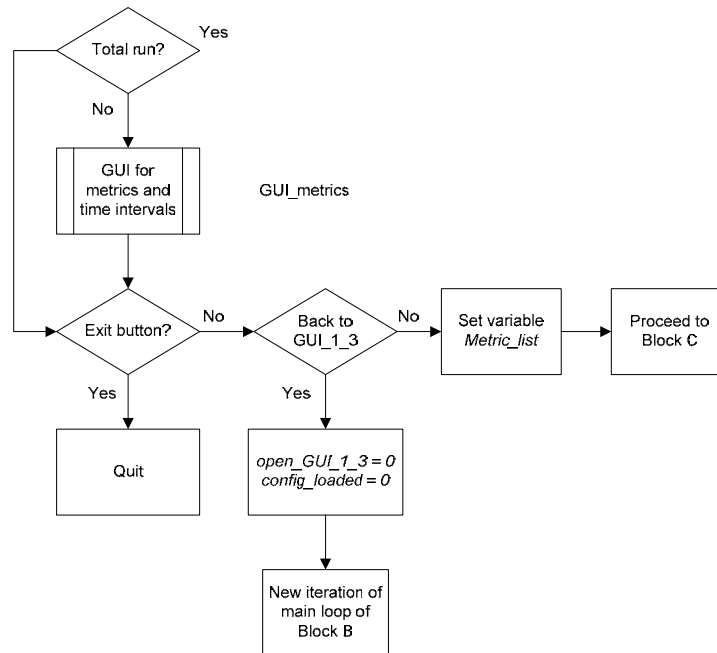 Total run?
Yes
No
GUI for
metrics and
time intervals
GUI_metrics
Exit button?
No
Back to
GUI_1_3
No
Set variable
Metric_list
Proceed to
Block C
Yes
Yes
Quit
open_GUI_1_3 = 0
config_loaded = 0
New iteration of
main loop of
Block B